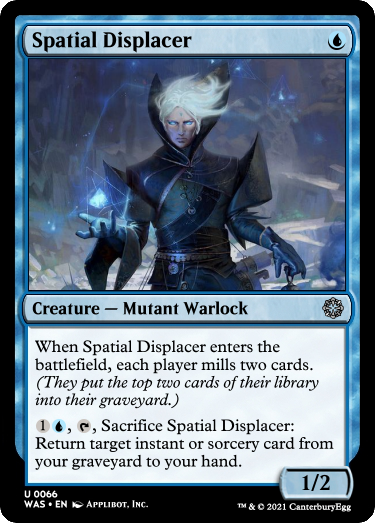 Spatial Displacer
Creature — Mutant Warlock
When Spatial Displacer enters the
battlefield, each player mills two cards.
(They put the top two cards of their library
into their graveyard.)
1, Sacrifice Spatial Displacer:
Return target instant or sorcery card from
your graveyard to your hand.
1/2
U 0066
WAS • EN Applibot, Inc.
™ & © 2021 CanterburyEgg